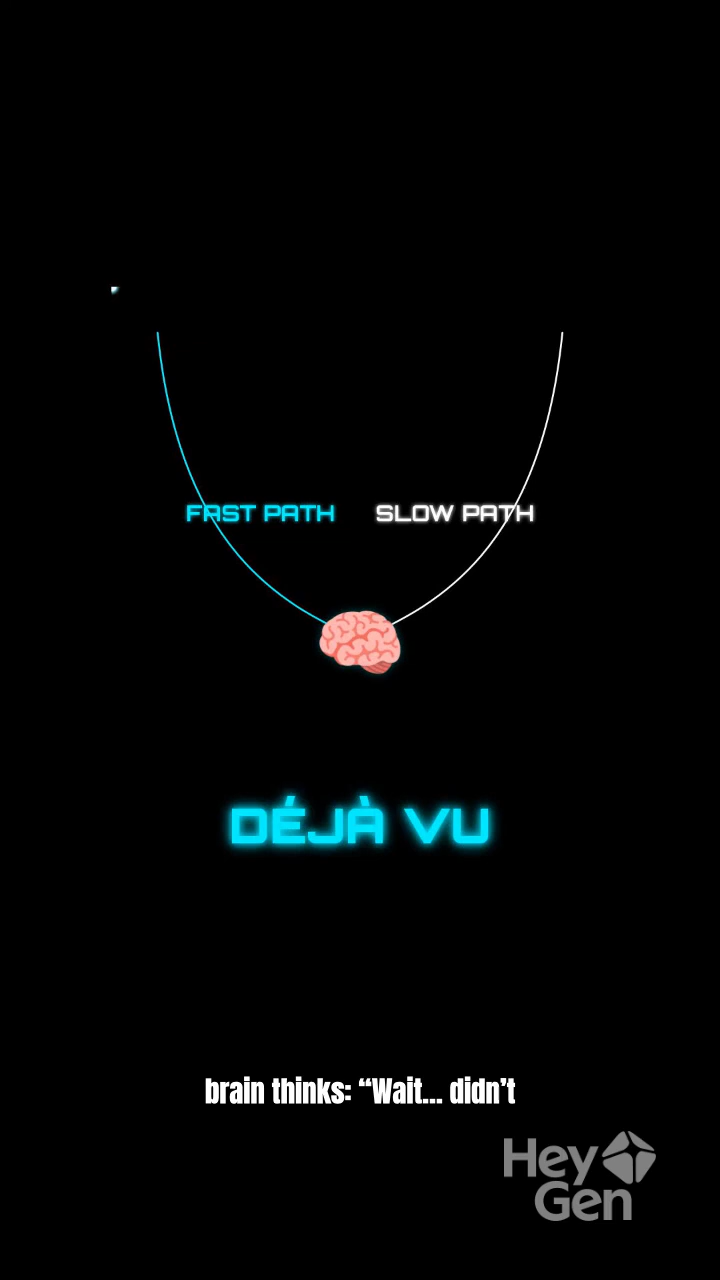 FAST PATH SLOW PATH
DÉJÀ VU
brain thinks: “Wait... didn’t
Hey
Gen